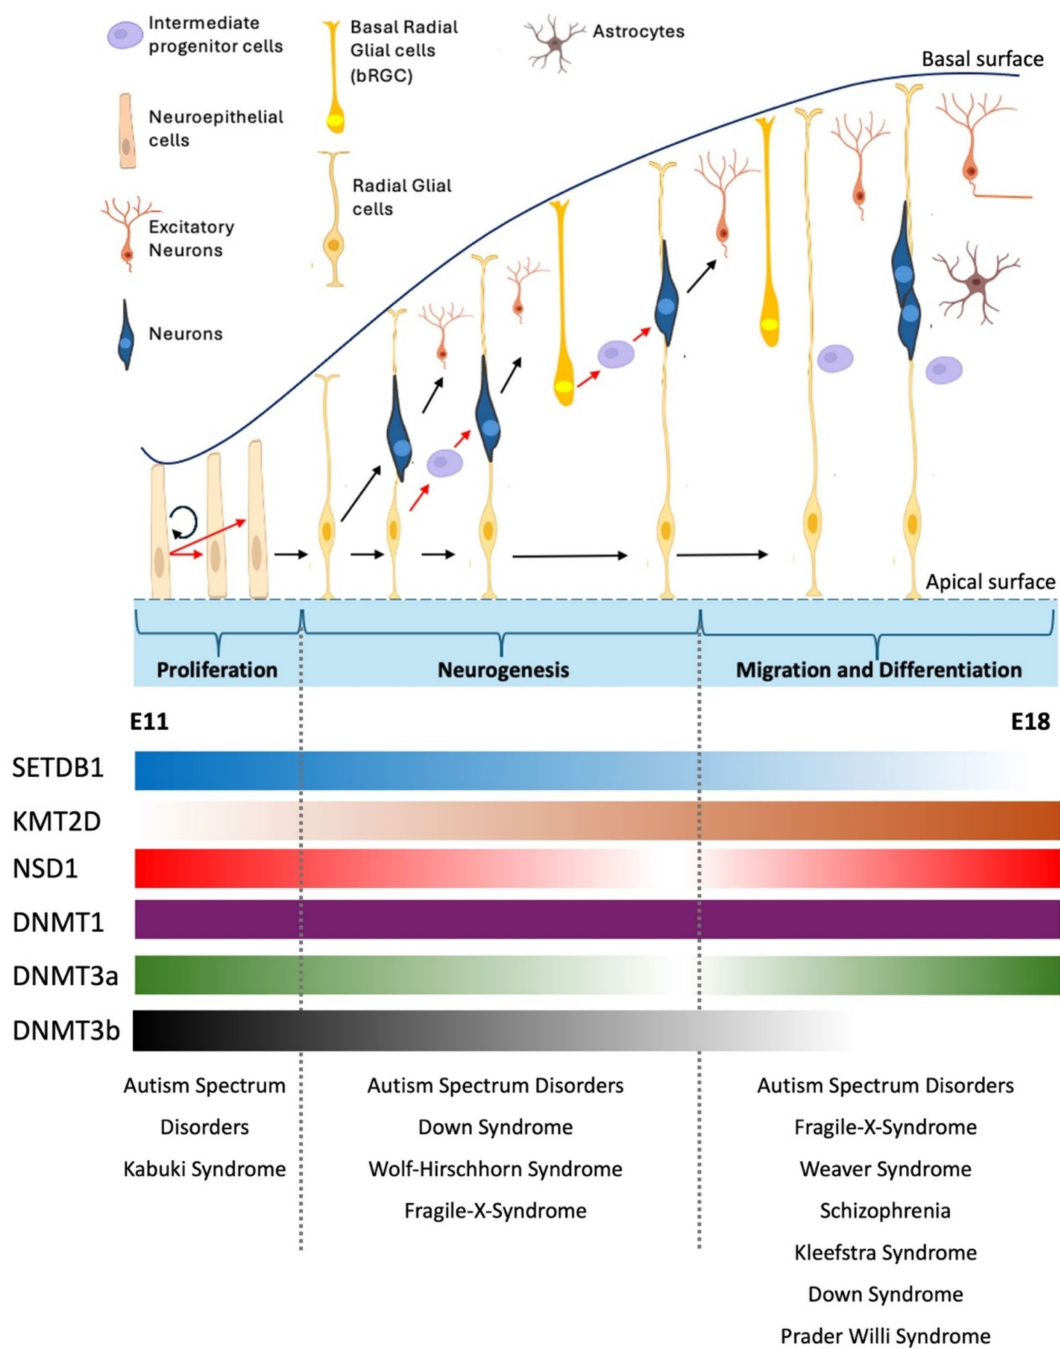 Intermediate
progenitor cells
Basal Radial
Glial cells
(bRGC)
Astrocytes
Basal surface
Neuroepithelial
cells
Radial Glial
cells
Excitatory
Neurons
Neurons
Apical surface
Proliferation
Neurogenesis
Migration and Differentiation
E11
E18
SETDB1
KMT2D
NSD1
DNMT1
DNMT3a
DNMT3b
Autism Spectrum
Disorders
Kabuki Syndrome
Autism Spectrum Disorders
Down Syndrome
Wolf-Hirschhorn Syndrome
Fragile-X-Syndrome
Autism Spectrum Disorders
Fragile-X-Syndrome
Weaver Syndrome
Schizophrenia
Kleefstra Syndrome
Down Syndrome
Prader Willi Syndrome